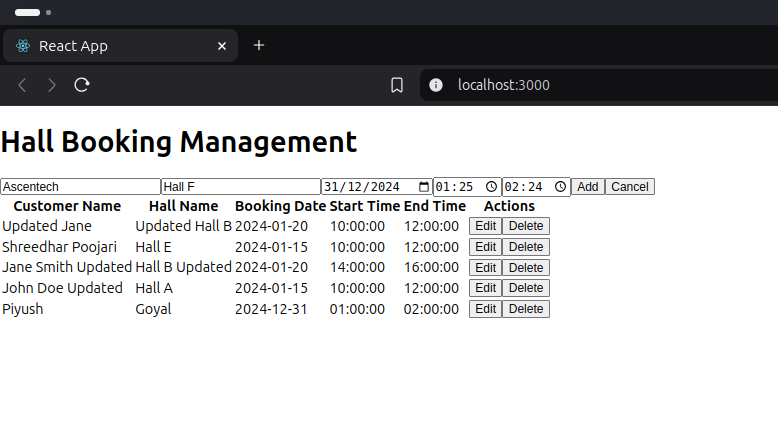 React App
localhost:3000
Hall Booking Management
Ascentech Hall F 31/12/2024 01:25 02:24 Add Cancel
Customer Name Hall Name Booking Date Start Time End Time Actions
Updated Jane Updated Hall B 2024-01-20 10:00:00 12:00:00 Edit Delete
Shreedhar Poojari Hall E 2024-01-15 10:00:00 12:00:00 Edit Delete
Jane Smith Updated Hall B Updated 2024-01-20 14:00:00 16:00:00 Edit Delete
John Doe Updated Hall A 2024-01-15 10:00:00 12:00:00 Edit Delete
Piyush Goyal 2024-12-31 01:00:00 02:00:00 Edit Delete